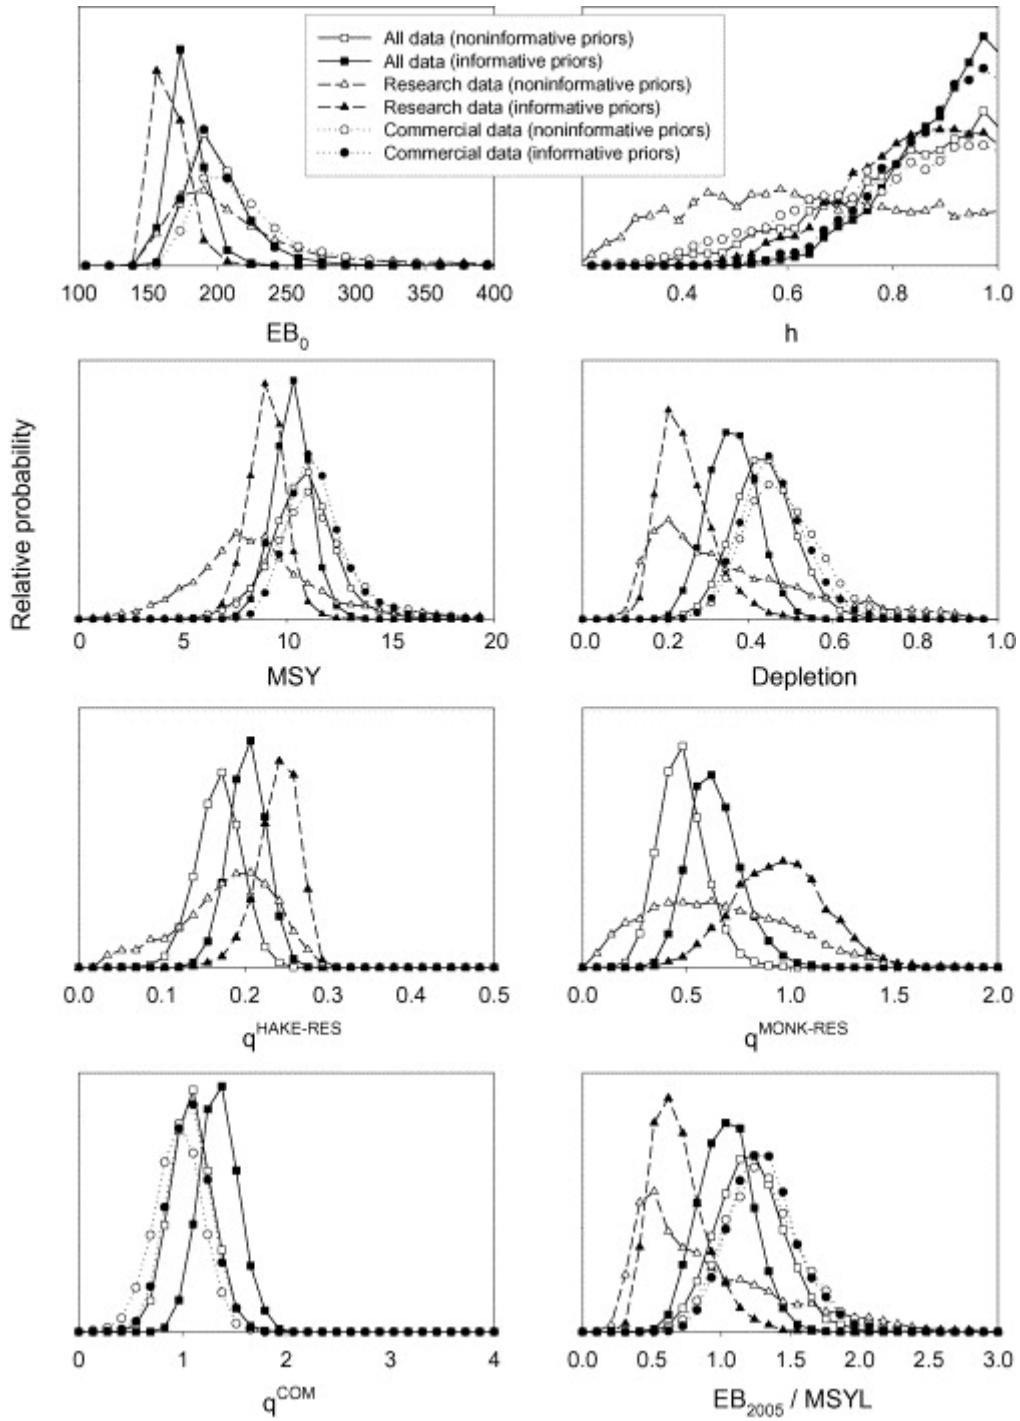 All data (noninformative priors)
All data (informative priors)
Research data (noninformative priors)
Research data (informative priors)
Commercial data (noninformative priors)
Commercial data (informative priors)
100 150 200 250 300 350 400
EB0
0.4 0.6 0.8 1.0
h
Relative probability
0 5 10 15 20
MSY
0.0 0.2 0.4 0.6 0.8 1.0
Depletion
0.0 0.1 0.2 0.3 0.4 0.5
qHAKE-RES
0.0 0.5 1.0 1.5 2.0
qMONK-RES
0 1 2 3 4
qCOM
0.0 0.5 1.0 1.5 2.0 2.5 3.0
EB2005 / MSYL